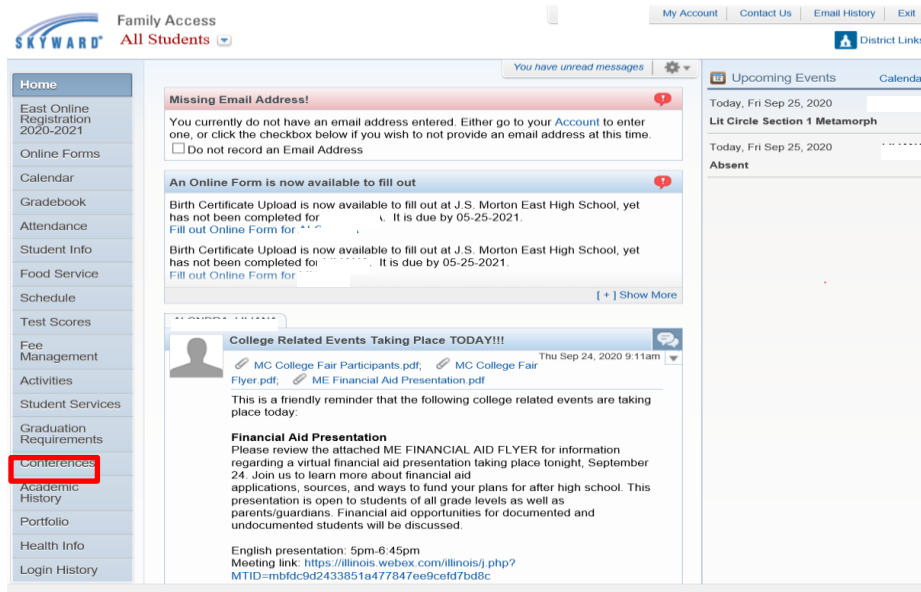 My Account Contact Us Email History Exit
Family Access
SKYWARD
All Students
District Links
You have unread messages
Home
East Online
Registration
2020-2021
Online Forms
Calendar
Gradebook
Attendance
Student Info
Food Service
Schedule
Test Scores
Fee
Management
Activities
Student Services
Graduation
Requirements
Conferences
Academic
History
Portfolio
Health Info
Login History
Missing Email Address!
You currently do not have an email address entered. Either go to your Account to enter
one, or click the checkbox below if you wish to not provide an email address at this time.
Do not record an Email Address
An Online Form is now available to fill out
Birth Certificate Upload is now available to fill out at J.S. Morton East High School, yet
has not been completed for . It is due by 05-25-2021.
Fill out Online Form for
Birth Certificate Upload is now available to fill out at J.S. Morton East High School, yet
has not been completed for . It is due by 05-25-2021.
Fill out Online Form for
[ + ] Show More
College Related Events Taking Place TODAY!!!
Thu Sep 24, 2020 9:11am
MC College Fair Participants.pdf; MC College Fair
Flyer.pdf; ME Financial Aid Presentation.pdf
This is a friendly reminder that the following college related events are taking
place today:
Financial Aid Presentation
Please review the attached ME FINANCIAL AID FLYER for information
regarding a virtual financial aid presentation taking place tonight, September
24. Join us to learn more about financial aid
applications, sources, and ways to fund your plans for after high school. This
presentation is open to students of all grade levels as well as
parents/guardians. Financial aid opportunities for documented and
undocumented students will be discussed.
English presentation: 5pm-6:45pm
Meeting link: https://illinois.webex.com/illinois/j.php?
MTID=mbfdc9d2433851a477847ee9cefd7bd8c
Upcoming Events Calenda
Today, Fri Sep 25, 2020
Lit Circle Section 1 Metamorph
Today, Fri Sep 25, 2020
Absent